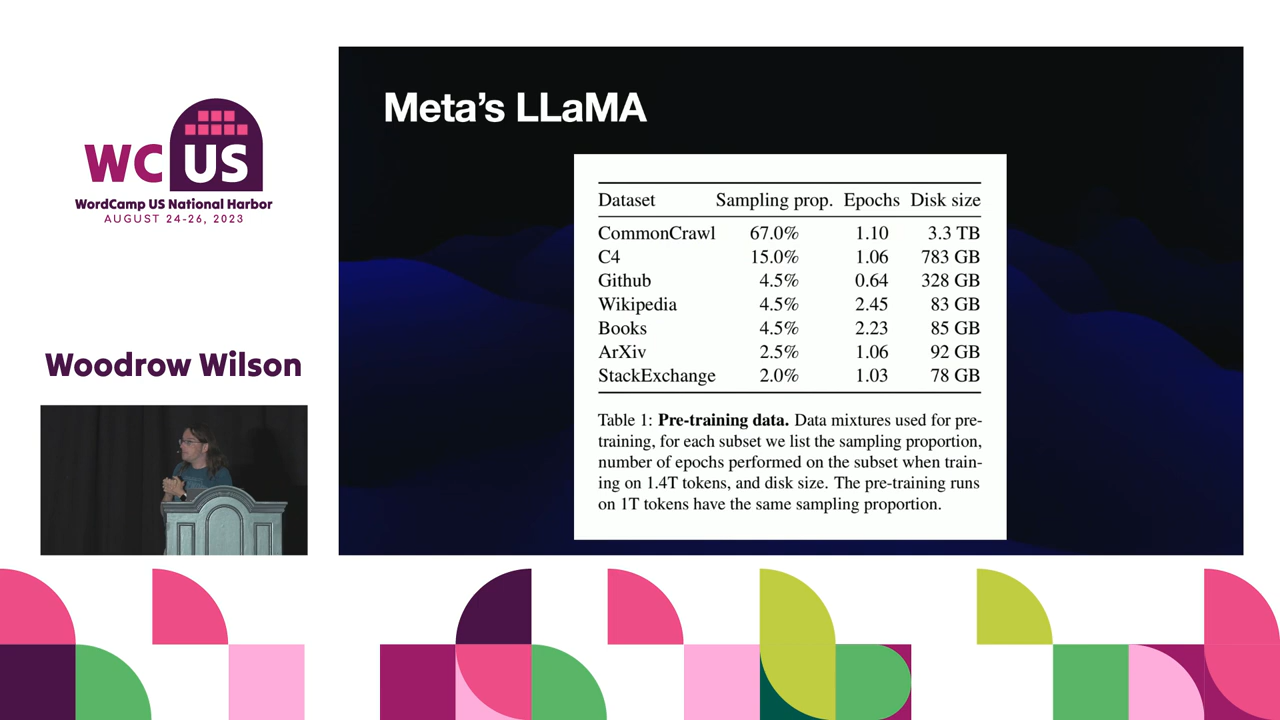 WC US
WordCamp US National Harbor
AUGUST 24-26, 2023
Woodrow Wilson
Meta's LLaMA
Dataset Sampling prop. Epochs Disk size
CommonCrawl 67.0% 1.10 3.3 TB
C4 15.0% 1.06 783 GB
Github 4.5% 0.64 328 GB
Wikipedia 4.5% 2.45 83 GB
Books 4.5% 2.23 85 GB
ArXiv 2.5% 1.06 92 GB
StackExchange 2.0% 1.03 78 GB
Table 1: Pre-training data. Data mixtures used for pre-
training, for each subset we list the sampling proportion,
number of epochs performed on the subset when train-
ing on 1.4T tokens, and disk size. The pre-training runs
on 1T tokens have the same sampling proportion.